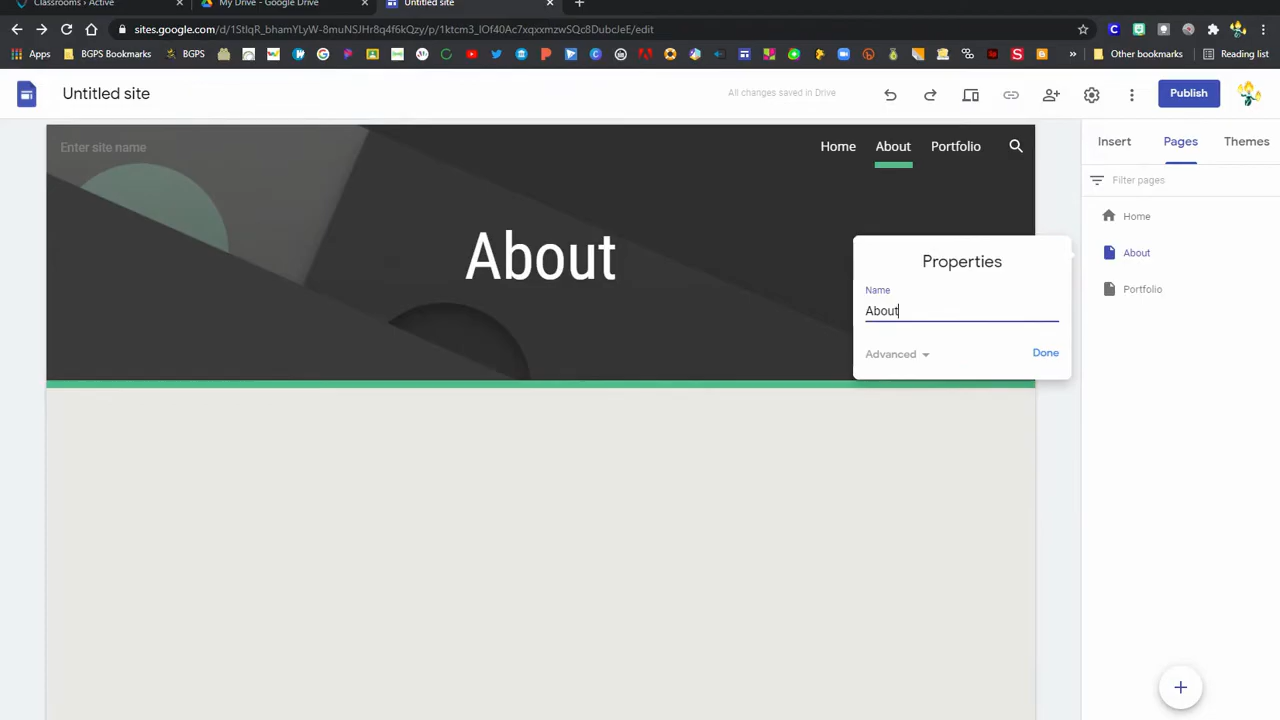 Classrooms › Active
My Drive - Google Drive
Untitled site
sites.google.com/d/1StlqR_bhamYLyW-8muNSJHr8q4f6kQzy/p/1ktcm3_lOf40Ac7xqxxmzwSQc8DubcJeE/edit
Apps
BGPS Bookmarks
BGPS
»
Other bookmarks
Reading list
Untitled site
All changes saved in Drive
Publish
Enter site name
Home
About
Portfolio
Insert
Pages
Themes
Filter pages
Home
About
Portfolio
About
Properties
Name
About
Advanced
Done